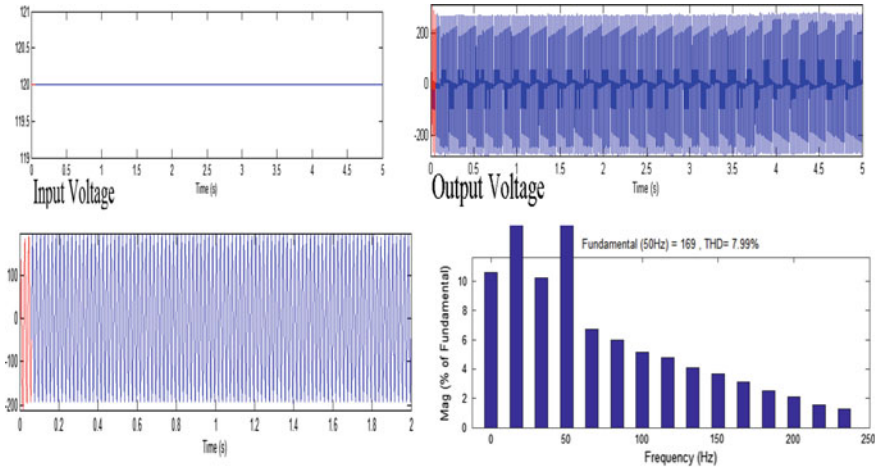 121
120.5
120
119.5
119
0 0.5 1 1.5 2 2.5 3 3.5 4 4.5 5
Time (s)
Input Voltage
200
0
-200
0 0.5 1 1.5 2 2.5 3 3.5 4 4.5 5
Time (s)
Output Voltage
100
0
-100
-200
0 0.2 0.4 0.6 0.8 1 1.2 1.4 1.6 1.8 2
Time (s)
Fundamental (50Hz) = 169 , THD= 7.99%
Mag (% of Fundamental)
10
8
6
4
2
0
0 50 100 150 200 250
Frequency (Hz)